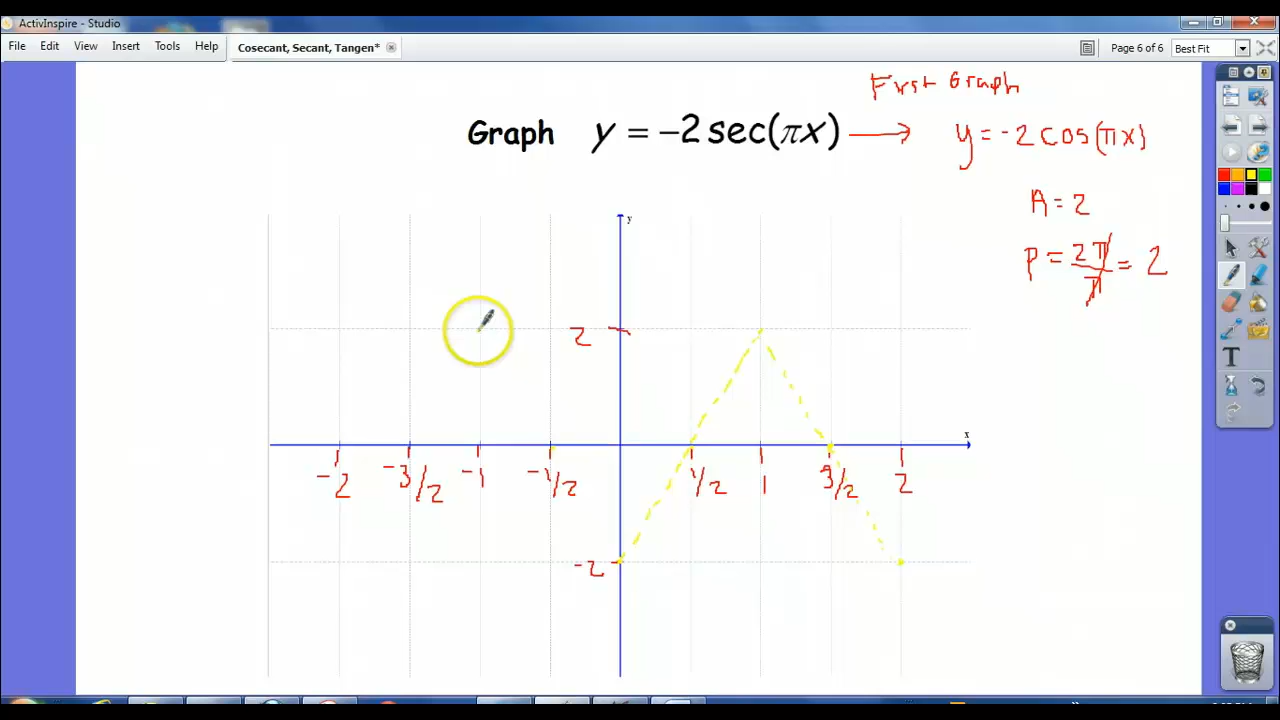 ActivInspire - Studio
File Edit View Insert Tools Help
Cosecant, Secant, Tangen*
Page 6 of 6
Best Fit
First Graph
Graph y = −2 sec(πx)
y = -2 cos(πx)
A = 2
P = 2π/π = 2
y
2
x
-2 -3/2 -1 -1/2 1/2 1 3/2 2
-2